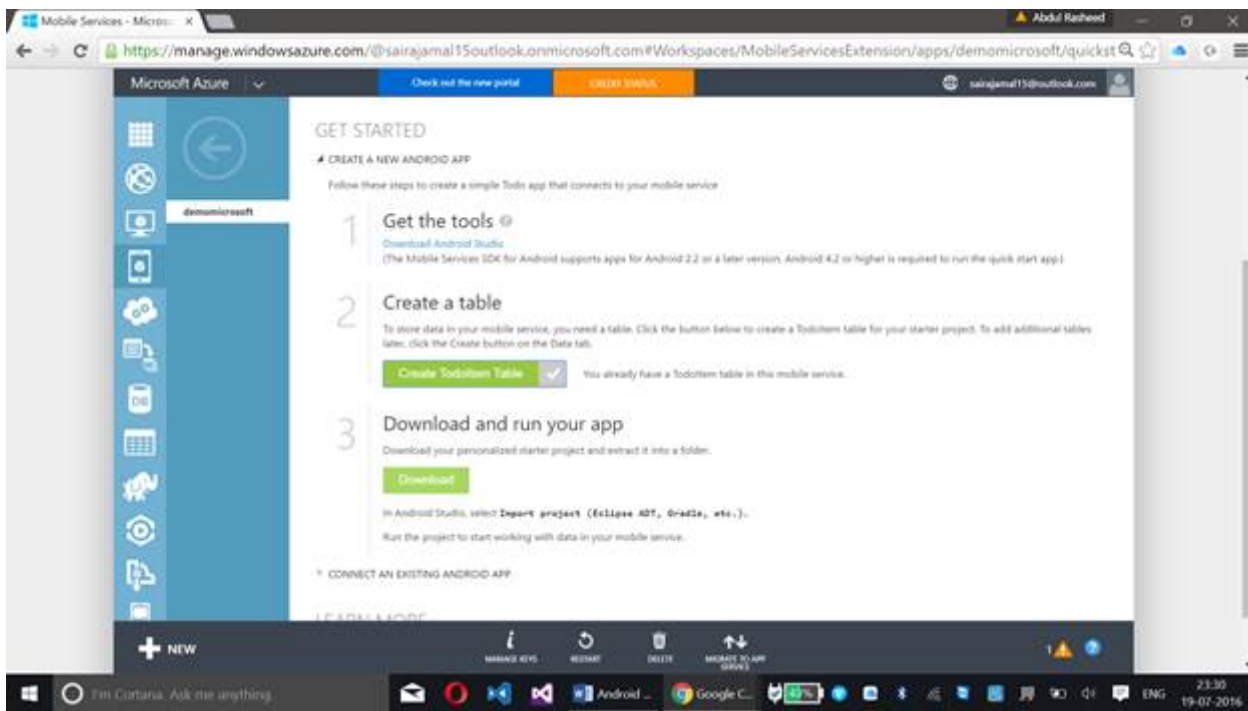 Mobile Services - Micros
Abdul Rasheed
https://manage.windowsazure.com/@sairajamal15outlook.onmicrosoft.com#Workspaces/MobileServicesExtension/apps/demomicrosoft/quickst
Microsoft Azure
Check out the new portal
CREDIT STATUS
sairajamal15@outlook.com
demomicrosoft
GET STARTED
CREATE A NEW ANDROID APP
Follow these steps to create a simple Todo app that connects to your mobile service
1
Get the tools
Download Android Studio
(The Mobile Services SDK for Android supports apps for Android 2.2 or a later version. Android 4.2 or higher is required to run the quick start app.)
2
Create a table
To store data in your mobile service, you need a table. Click the button below to create a TodoItem table for your starter project. To add additional tables
later, click the Create button on the Data tab.
Create TodoItem Table
You already have a TodoItem table in this mobile service.
3
Download and run your app
Download your personalized starter project and extract it into a folder.
Download
In Android Studio, select Import project (Eclipse ADT, Gradle, etc.).
Run the project to start working with data in your mobile service.
CONNECT AN EXISTING ANDROID APP
LEARN MORE
DB
NEW
MANAGE KEYS
RESTART
DELETE
MIGRATE TO APP
SERVICE
1
I'm Cortana. Ask me anything.
Android ...
Google C...
ENG
23:30
19-07-2016